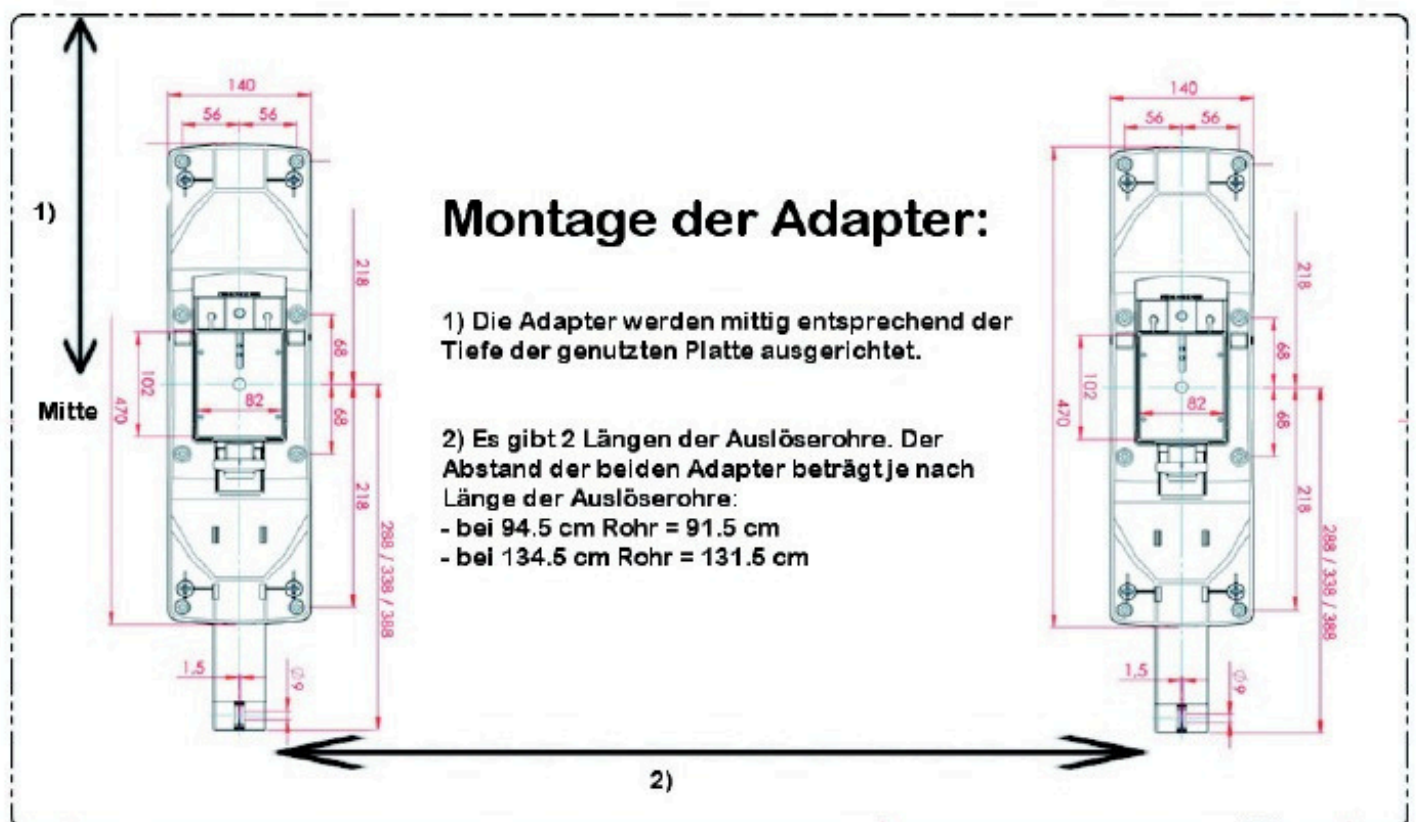 140
56 56
1)
218
68
102
82
Mitte
470
68
218
288 / 338 / 388
1,5
Ø9
Montage der Adapter:
1) Die Adapter werden mittig entsprechend der
Tiefe der genutzten Platte ausgerichtet.
2) Es gibt 2 Längen der Auslöserohre. Der
Abstand der beiden Adapter beträgt je nach
Länge der Auslöserohre:
- bei 94.5 cm Rohr = 91.5 cm
- bei 134.5 cm Rohr = 131.5 cm
140
56 56
218
68
102
82
470
68
218
288 / 338 / 388
1,5
Ø9
2)